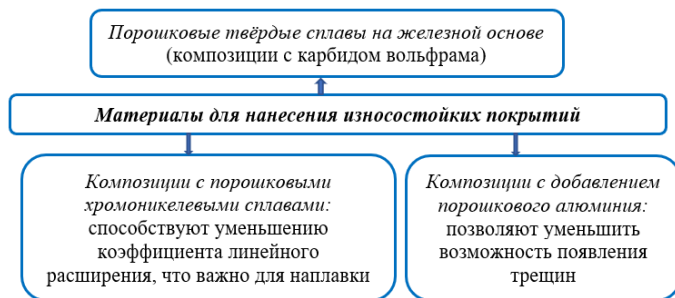 Порошковые твёрдые сплавы на железной основе
(композиции с карбидом вольфрама)
Материалы для нанесения износостойких покрытий
Композиции с порошковыми
хромоникелевыми сплавами:
способствуют уменьшению
коэффициента линейного
расширения, что важно для наплавки
Композиции с добавлением
порошкового алюминия:
позволяют уменьшить
возможность появления
трещин